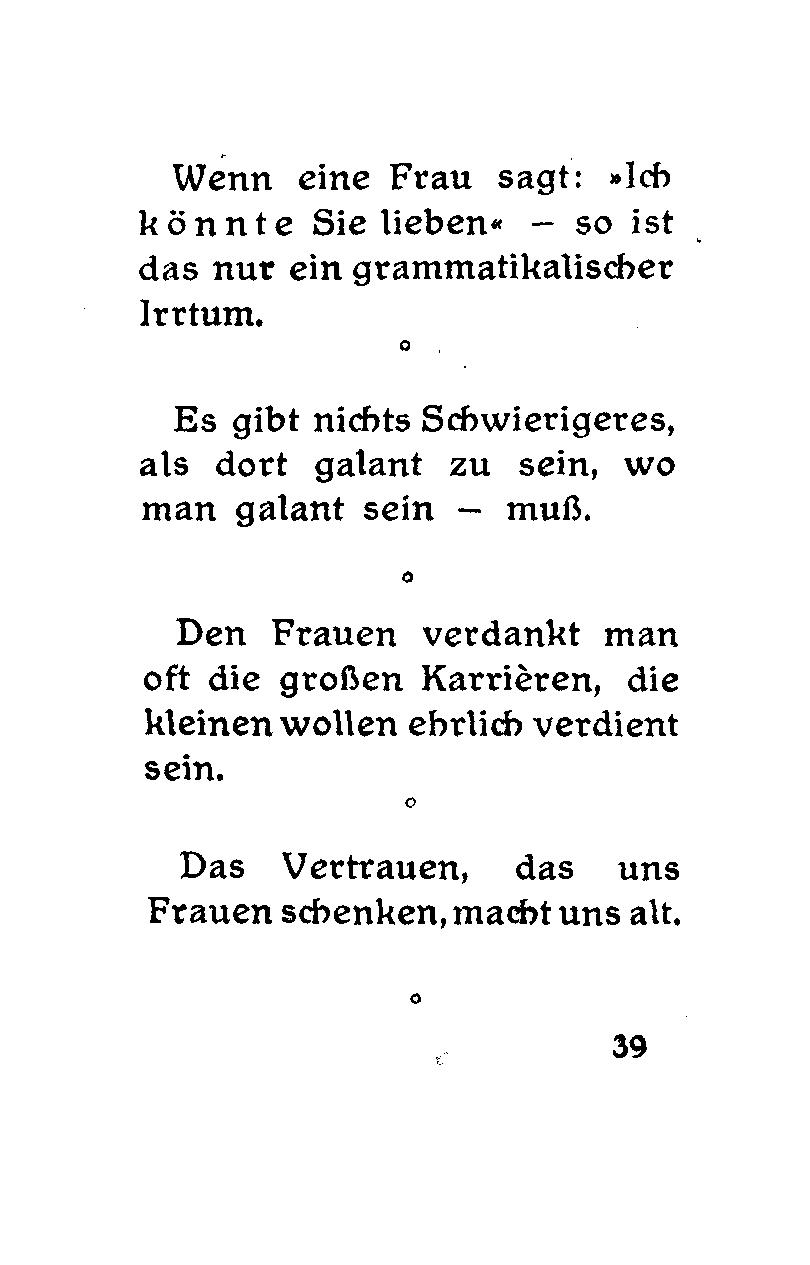 Wenn eine Frau sagt: »Ich
könnte Sie lieben« – so ist
das nur ein grammatikalischer
Irrtum.
°
Es gibt nichts Schwierigeres,
als dort galant zu sein, wo
man galant sein – muß.
°
Den Frauen verdankt man
oft die großen Karrièren, die
kleinen wollen ehrlich verdient
sein.
°
Das Vertrauen, das uns
Frauen schenken, macht uns alt.
°
39